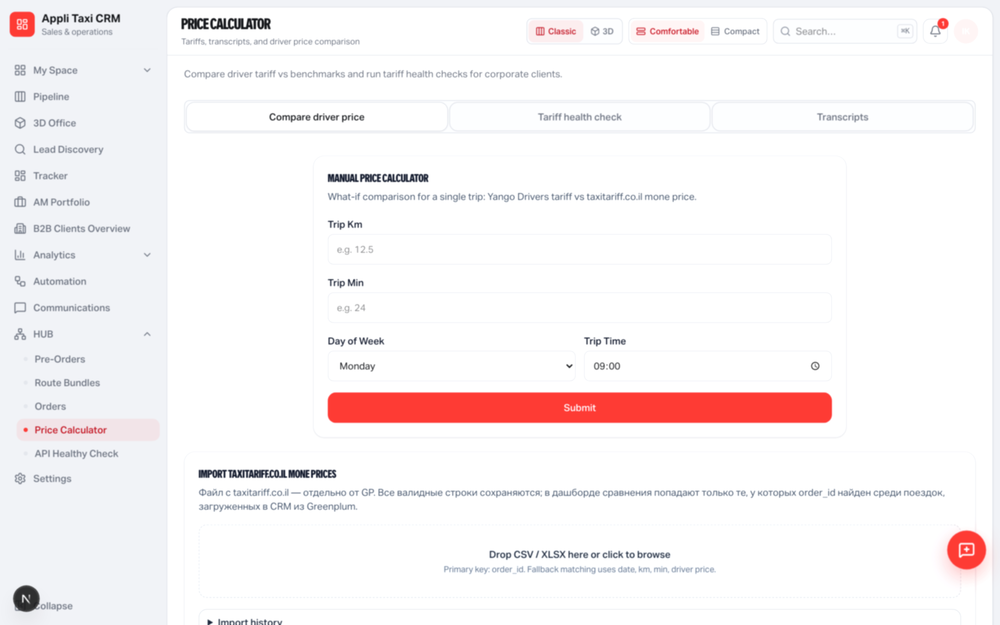 Appli Taxi CRM
Sales & operations
My Space
Pipeline
3D Office
Lead Discovery
Tracker
AM Portfolio
B2B Clients Overview
Analytics
Automation
Communications
HUB
Pre-Orders
Route Bundles
Orders
Price Calculator
API Healthy Check
Settings
N
Collapse
PRICE CALCULATOR
Tariffs, transcripts, and driver price comparison
Classic
3D
Comfortable
Compact
Search...
⌘K
1
IK
Compare driver tariff vs benchmarks and run tariff health checks for corporate clients.
Compare driver price
Tariff health check
Transcripts
MANUAL PRICE CALCULATOR
What-if comparison for a single trip: Yango Drivers tariff vs taxitariff.co.il mone price.
Trip Km
e.g. 12.5
Trip Min
e.g. 24
Day of Week
Trip Time
Monday
09:00
Submit
IMPORT TAXITARIFF.CO.IL MONE PRICES
Файл с taxitariff.co.il — отдельно от GP. Все валидные строки сохраняются; в дашборде сравнения попадают только те, у которых order_id найден среди поездок,
загруженных в CRM из Greenplum.
Drop CSV / XLSX here or click to browse
Primary key: order_id. Fallback matching uses date, km, min, driver price.
Import history